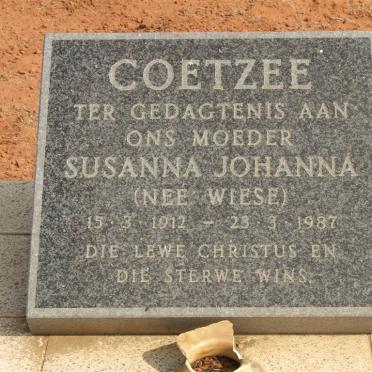 COETZEE
TER GEDAGTENIS AAN
ONS MOEDER
SUSANNA JOHANNA
(NEE WIESE)
15·3·1912 – 23·3·1987
DIE LEWE CHRISTUS EN
DIE STERWE WINS.